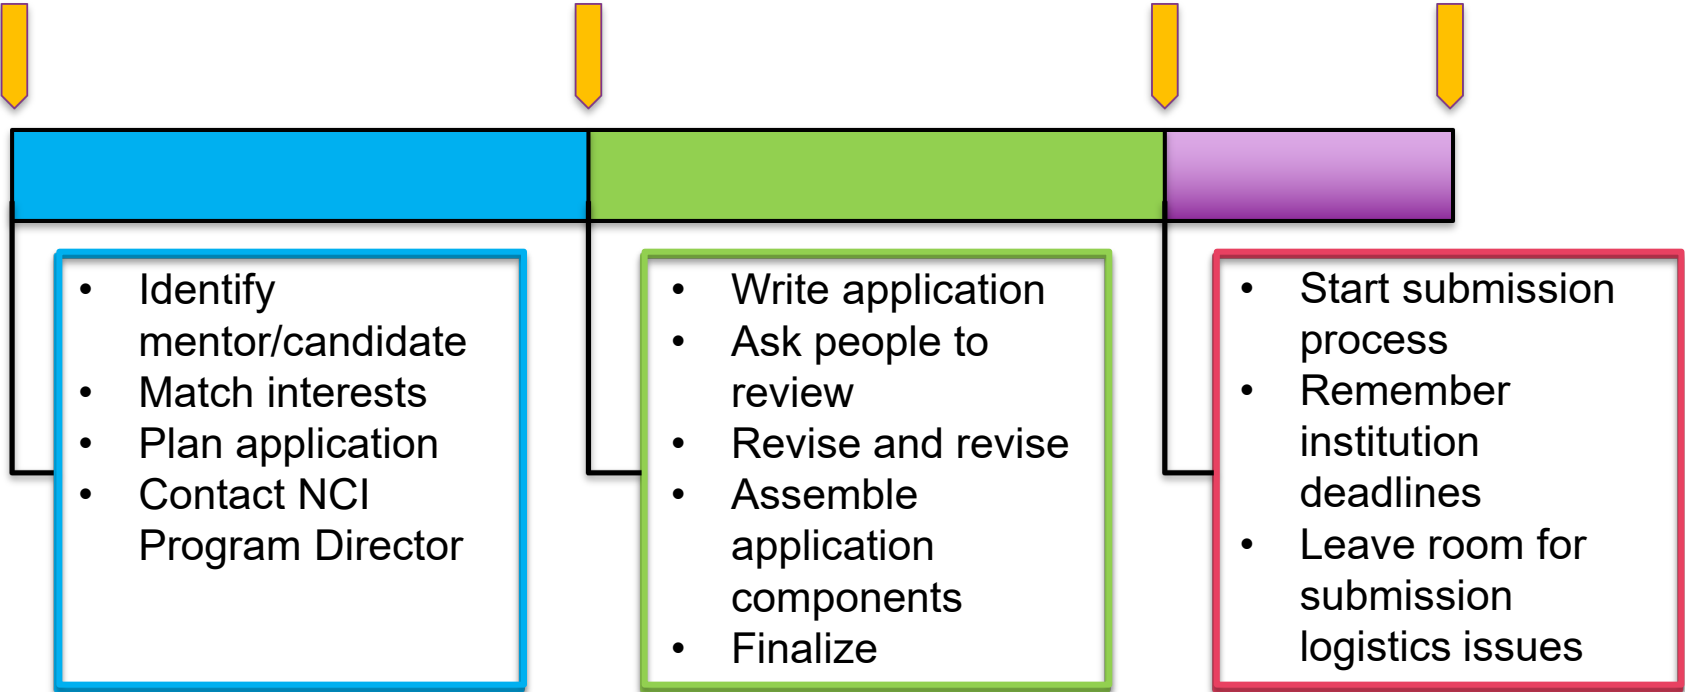 • Identify
mentor/candidate
• Match interests
• Plan application
• Contact NCI
Program Director
• Write application
• Ask people to
review
• Revise and revise
• Assemble
application
components
• Finalize
• Start submission
process
• Remember
institution
deadlines
• Leave room for
submission
logistics issues